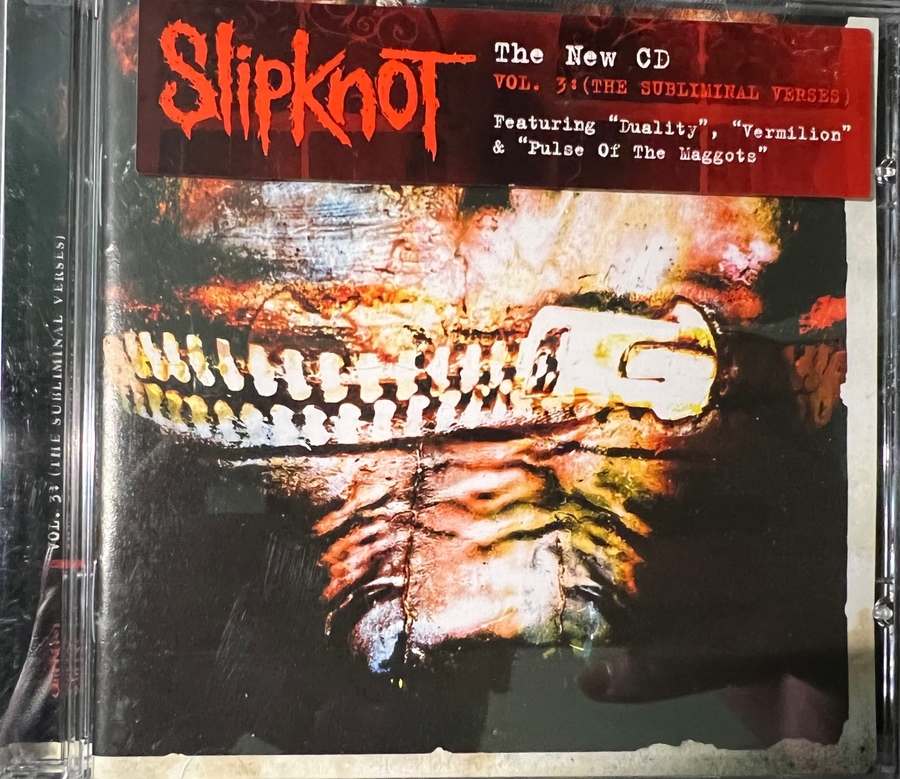 Slipknot
The New CD
VOL. 3:(THE SUBLIMINAL VERSES)
Featuring "Duality", "Vermilion"
& "Pulse Of The Maggots"
VOL. 3:(THE SUBLIMINAL VERSES)